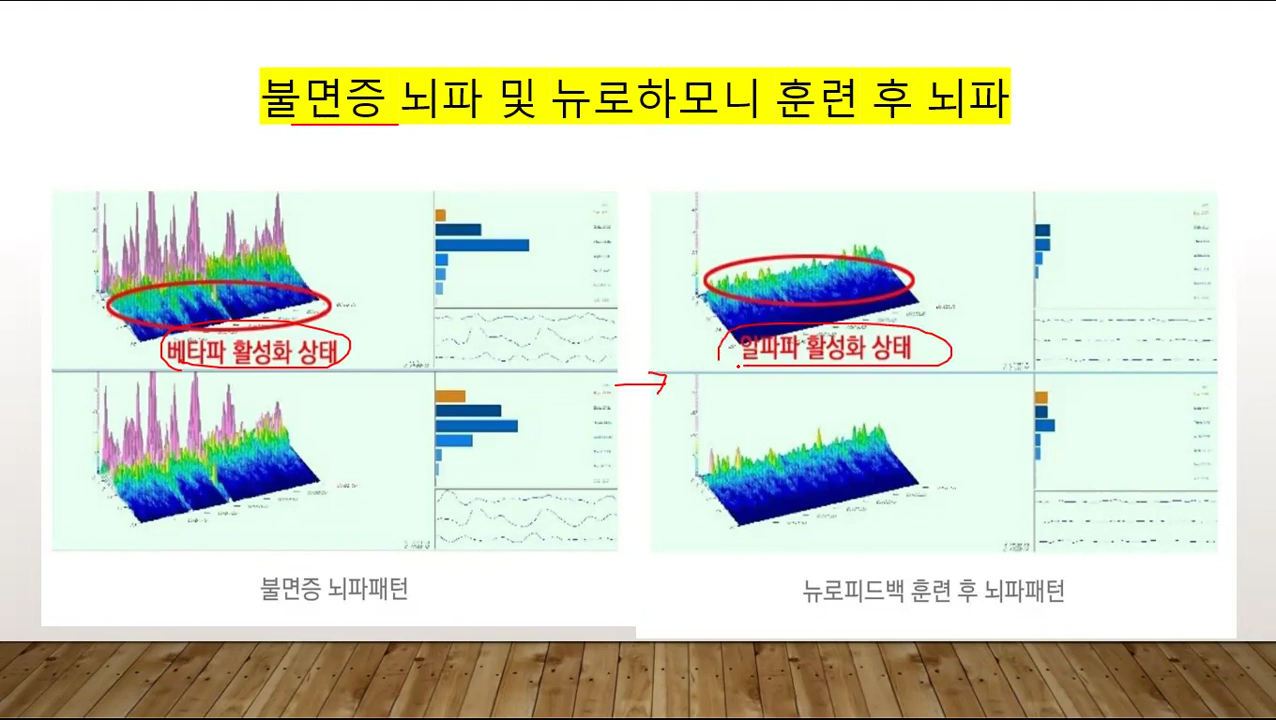 불면증 뇌파 및 뉴로하모니 훈련 후 뇌파
베타파 활성화 상태
알파파 활성화 상태
불면증 뇌파패턴
뉴로피드백 훈련 후 뇌파패턴